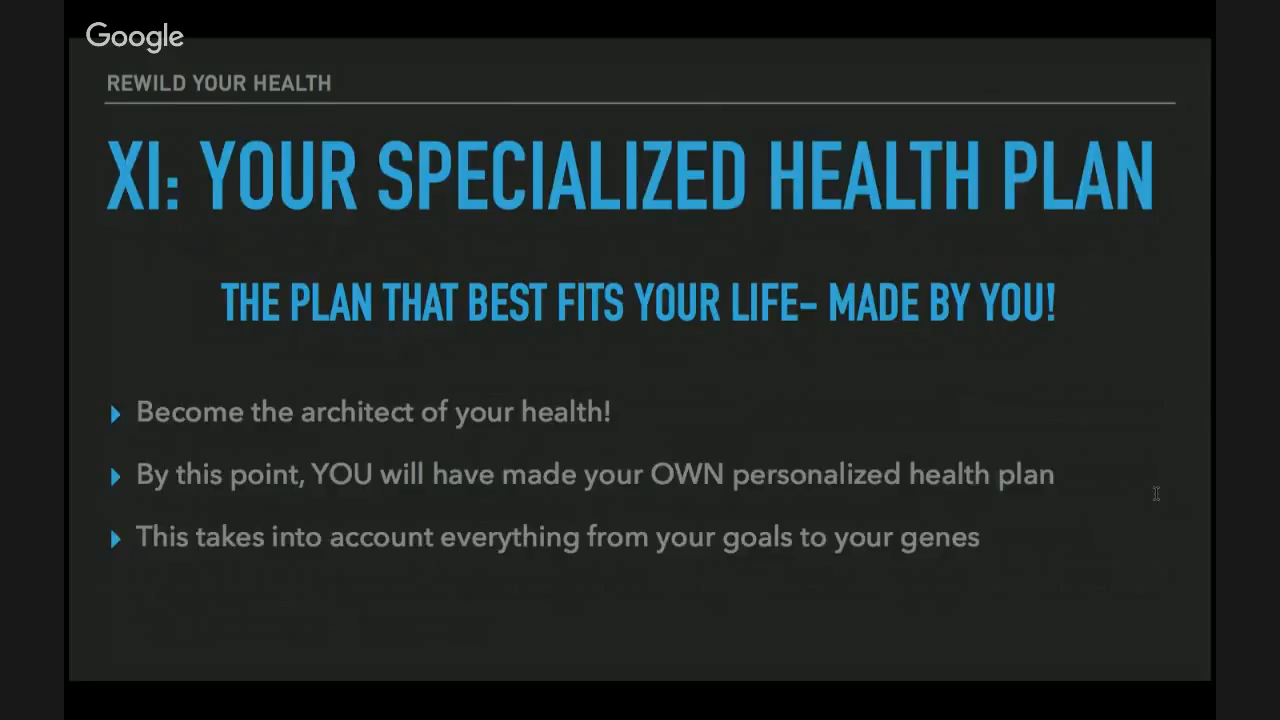 Google
REWILD YOUR HEALTH
XI: YOUR SPECIALIZED HEALTH PLAN
THE PLAN THAT BEST FITS YOUR LIFE- MADE BY YOU!
Become the architect of your health!
By this point, YOU will have made your OWN personalized health plan
This takes into account everything from your goals to your genes